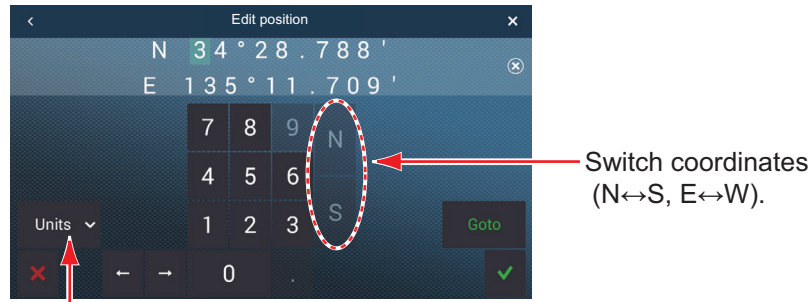 < Edit position ×
N 34°28.788'
E 135°11.709'
7 8 9 N
4 5 6
1 2 3 S
Units Goto
← → 0 .
Switch coordinates
(N↔S, E↔W).